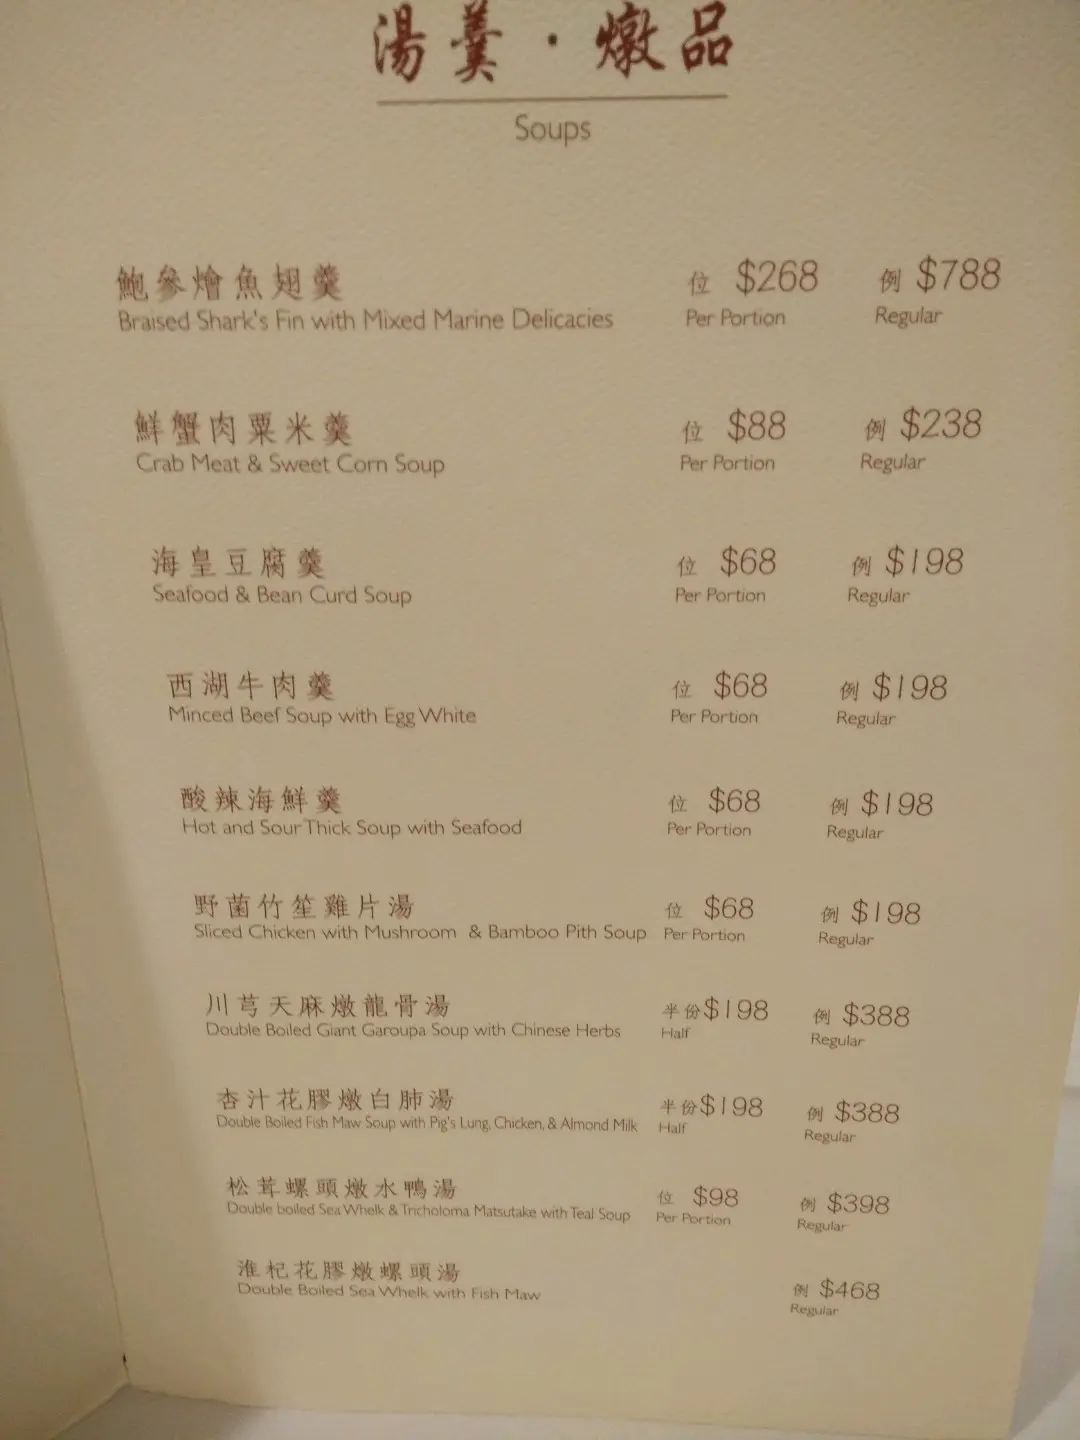 湯羹·燉品
Soups
鮑參燴魚翅羹 位 $268 例 $788
Braised Shark's Fin with Mixed Marine Delicacies Per Portion Regular
鮮蟹肉粟米羹 位 $88 例 $238
Crab Meat & Sweet Corn Soup Per Portion Regular
海皇豆腐羹 位 $68 例 $198
Seafood & Bean Curd Soup Per Portion Regular
西湖牛肉羹 位 $68 例 $198
Minced Beef Soup with Egg White Per Portion Regular
酸辣海鮮羹 位 $68 例 $198
Hot and Sour Thick Soup with Seafood Per Portion Regular
野菌竹笙雞片湯 位 $68 例 $198
Sliced Chicken with Mushroom & Bamboo Pith Soup Per Portion Regular
川芎天麻燉龍骨湯 半份$198 例 $388
Double Boiled Giant Garoupa Soup with Chinese Herbs Half Regular
杏汁花膠燉白肺湯 半份$198 例 $388
Double Boiled Fish Maw Soup with Pig's Lung, Chicken, & Almond Milk Half Regular
松茸螺頭燉水鴨湯 位 $98 例 $398
Double boiled Sea Whelk & Tricholoma Matsutake with Teal Soup Per Portion Regular
淮杞花膠燉螺頭湯 例 $468
Double Boiled Sea Whelk with Fish Maw Regular